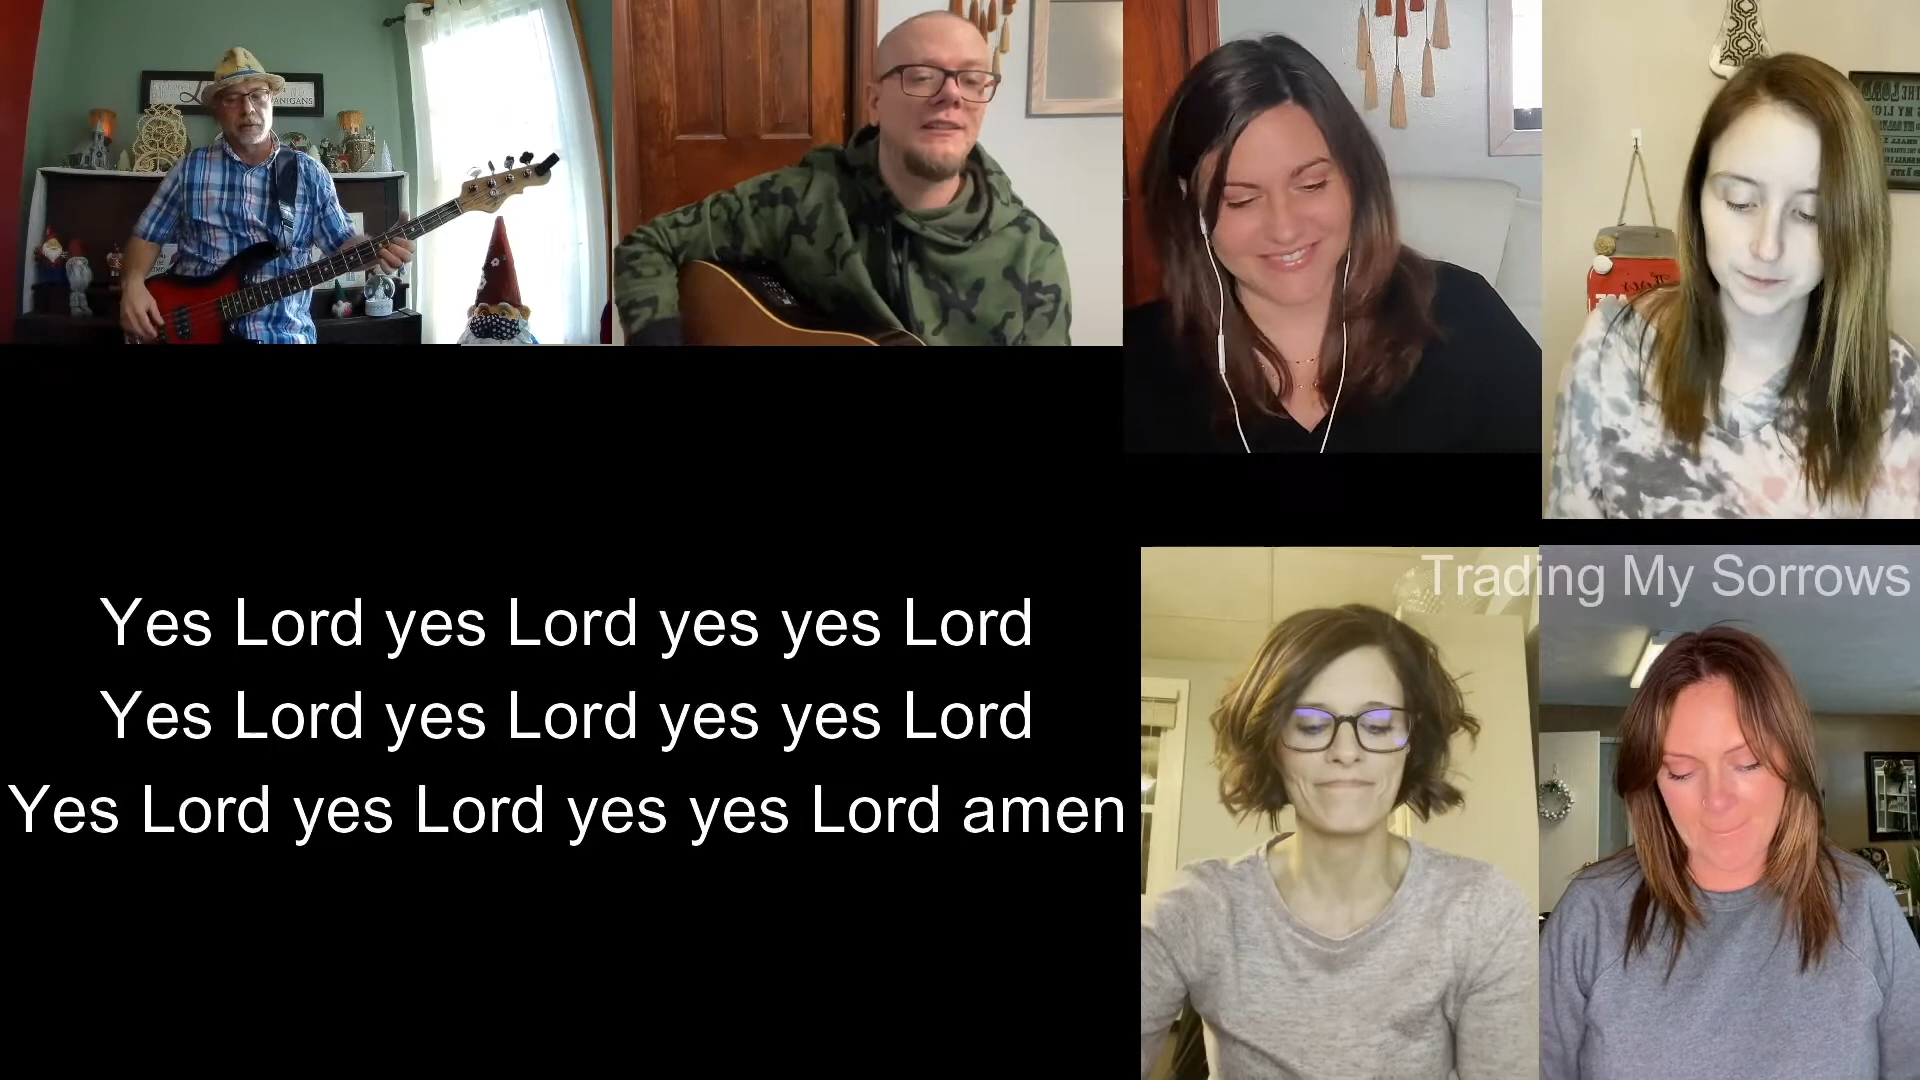 ANIGANS
Trading My Sorrows
Yes Lord yes Lord yes yes Lord
Yes Lord yes Lord yes yes Lord
Yes Lord yes Lord yes yes Lord amen